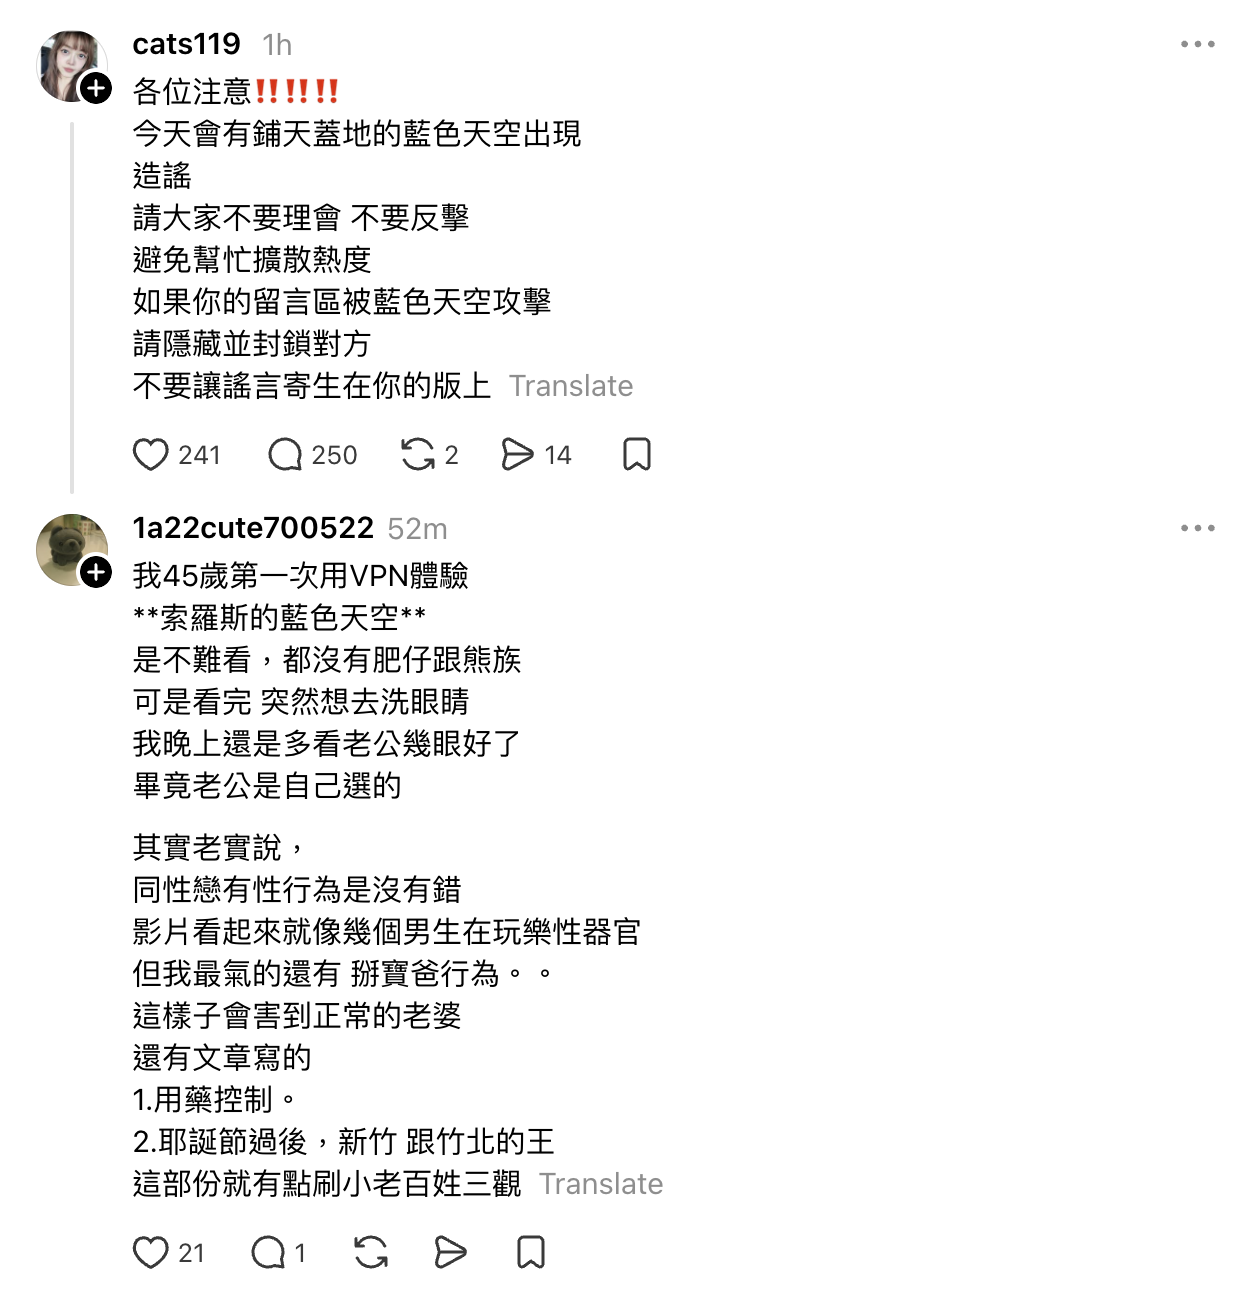 cats119 1h
各位注意‼️‼️‼️
今天會有鋪天蓋地的藍色天空出現
造謠
請大家不要理會 不要反擊
避免幫忙擴散熱度
如果你的留言區被藍色天空攻擊
請隱藏並封鎖對方
不要讓謠言寄生在你的版上 Translate
241 250 2 14
1a22cute700522 52m
我45歲第一次用VPN體驗
**索羅斯的藍色天空**
是不難看，都沒有肥仔跟熊族
可是看完 突然想去洗眼睛
我晚上還是多看老公幾眼好了
畢竟老公是自己選的
其實老實說，
同性戀有性行為是沒有錯
影片看起來就像幾個男生在玩樂性器官
但我最氣的還有 掰寶爸行為。。
這樣子會害到正常的老婆
還有文章寫的
1.用藥控制。
2.耶誕節過後，新竹 跟竹北的王
這部份就有點刷小老百姓三觀 Translate
21 1